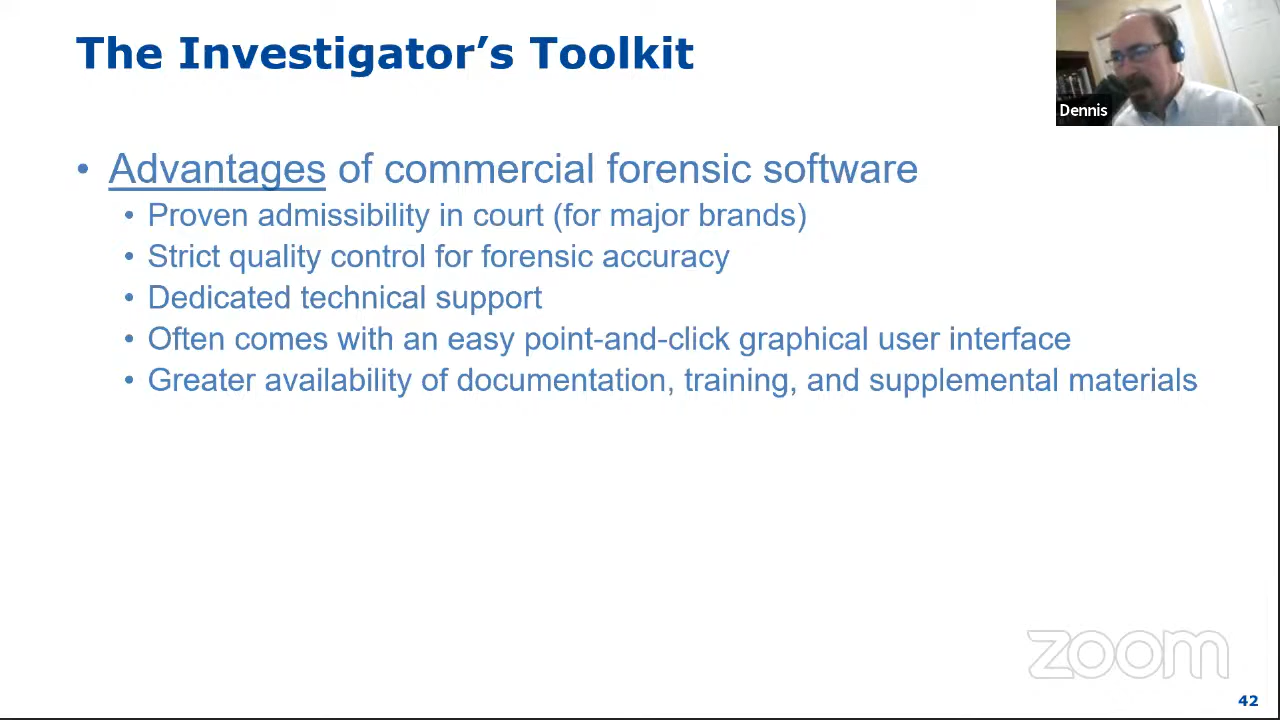 The Investigator’s Toolkit
Dennis
• Advantages of commercial forensic software
• Proven admissibility in court (for major brands)
• Strict quality control for forensic accuracy
• Dedicated technical support
• Often comes with an easy point-and-click graphical user interface
• Greater availability of documentation, training, and supplemental materials
zoom
42